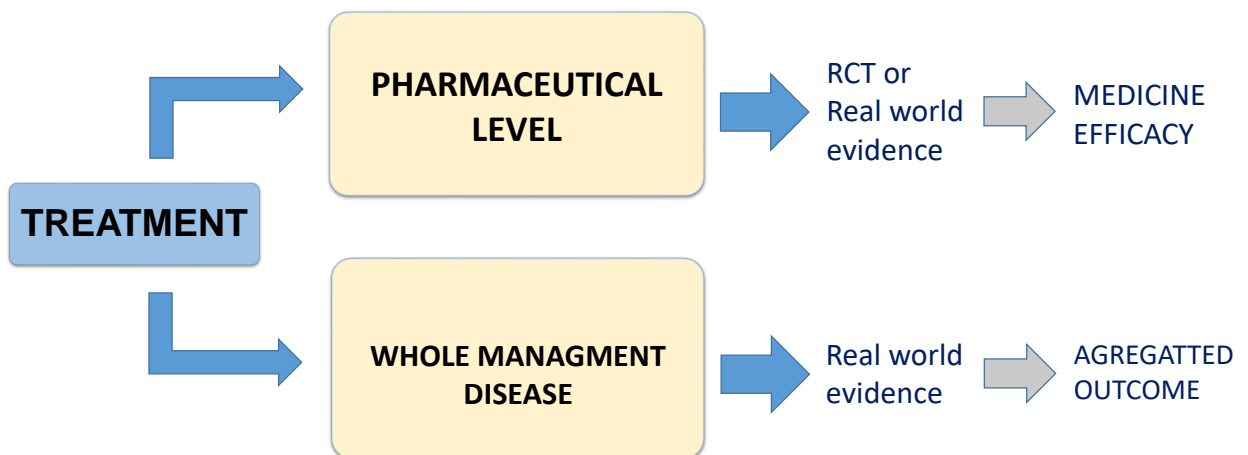 TREATMENT
PHARMACEUTICAL
LEVEL
RCT or
Real world
evidence
MEDICINE
EFFICACY
WHOLE MANAGMENT
DISEASE
Real world
evidence
AGREGATTED
OUTCOME